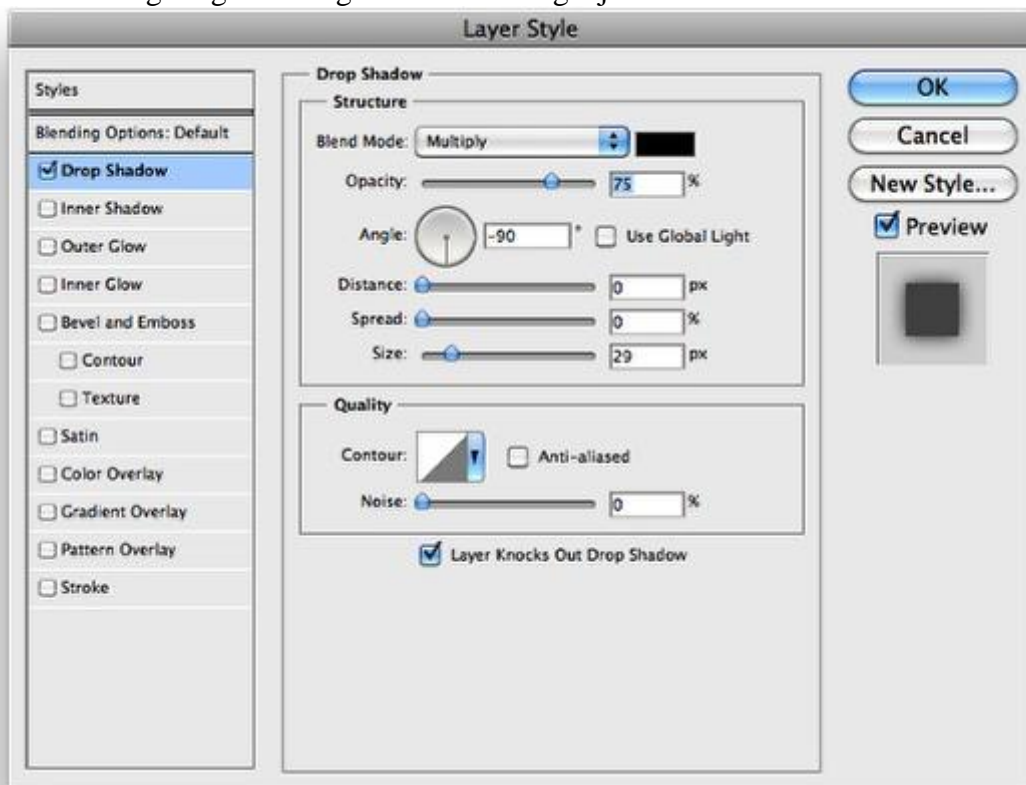 Layer Style
Styles
Blending Options: Default
Drop Shadow
Inner Shadow
Outer Glow
Inner Glow
Bevel and Emboss
Contour
Texture
Satin
Color Overlay
Gradient Overlay
Pattern Overlay
Stroke
Drop Shadow
Structure
Blend Mode: Multiply
Opacity: 75 %
Angle: -90 ° Use Global Light
Distance: 0 px
Spread: 0 %
Size: 29 px
Quality
Contour: Anti-aliased
Noise: 0 %
Layer Knocks Out Drop Shadow
OK
Cancel
New Style...
Preview